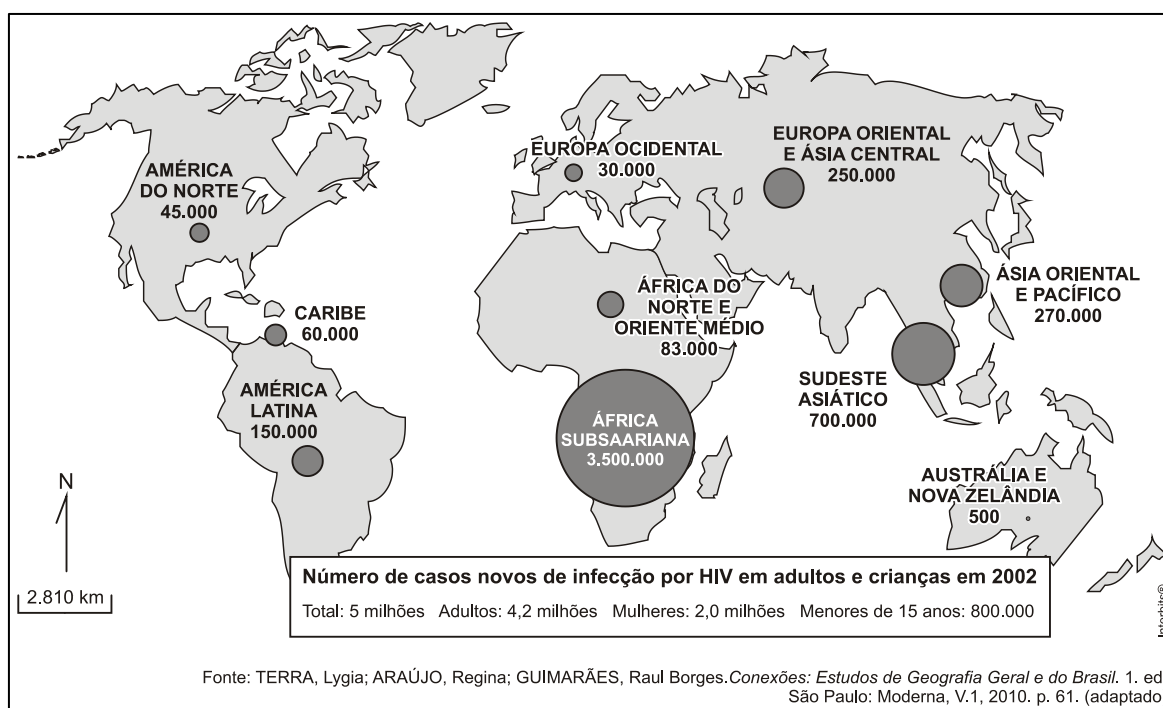 AMÉRICA
DO NORTE
45.000
EUROPA OCIDENTAL
30.000
EUROPA ORIENTAL
E ÁSIA CENTRAL
250.000
CARIBE
60.000
ÁFRICA DO
NORTE E
ORIENTE MÉDIO
83.000
ÁSIA ORIENTAL
E PACÍFICO
270.000
AMÉRICA
LATINA
150.000
ÁFRICA
SUBSAARIANA
3.500.000
SUDESTE
ASIÁTICO
700.000
AUSTRÁLIA E
NOVA ZELÂNDIA
500
N
2.810 km
Número de casos novos de infecção por HIV em adultos e crianças em 2002
Total: 5 milhões Adultos: 4,2 milhões Mulheres: 2,0 milhões Menores de 15 anos: 800.000
Interbits®
Fonte: TERRA, Lygia; ARAÚJO, Regina; GUIMARÃES, Raul Borges.Conexões: Estudos de Geografia Geral e do Brasil. 1. ed
São Paulo: Moderna, V.1, 2010. p. 61. (adaptado